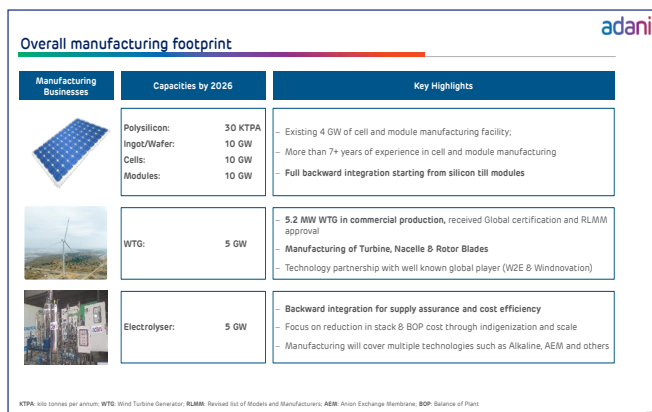 adani
Overall manufacturing footprint
Manufacturing
Businesses
Capacities by 2026
Key Highlights
Polysilicon: 30 KTPA
Ingot/Wafer: 10 GW
Cells: 10 GW
Modules: 10 GW
– Existing 4 GW of cell and module manufacturing facility;
– More than 7+ years of experience in cell and module manufacturing
– Full backward integration starting from silicon till modules
WTG: 5 GW
– 5.2 MW WTG in commercial production, received Global certification and RLMM
approval
– Manufacturing of Turbine, Nacelle & Rotor Blades
– Technology partnership with well known global player (W2E & Windnovation)
adani
Electrolyser: 5 GW
– Backward integration for supply assurance and cost efficiency
– Focus on reduction in stack & BOP cost through indigenization and scale
– Manufacturing will cover multiple technologies such as Alkaline, AEM and others
KTPA: kilo tonnes per annum; WTG: Wind Turbine Generator; RLMM: Revised list of Models and Manufacturers; AEM: Anion Exchange Membrane; BOP: Balance of Plant